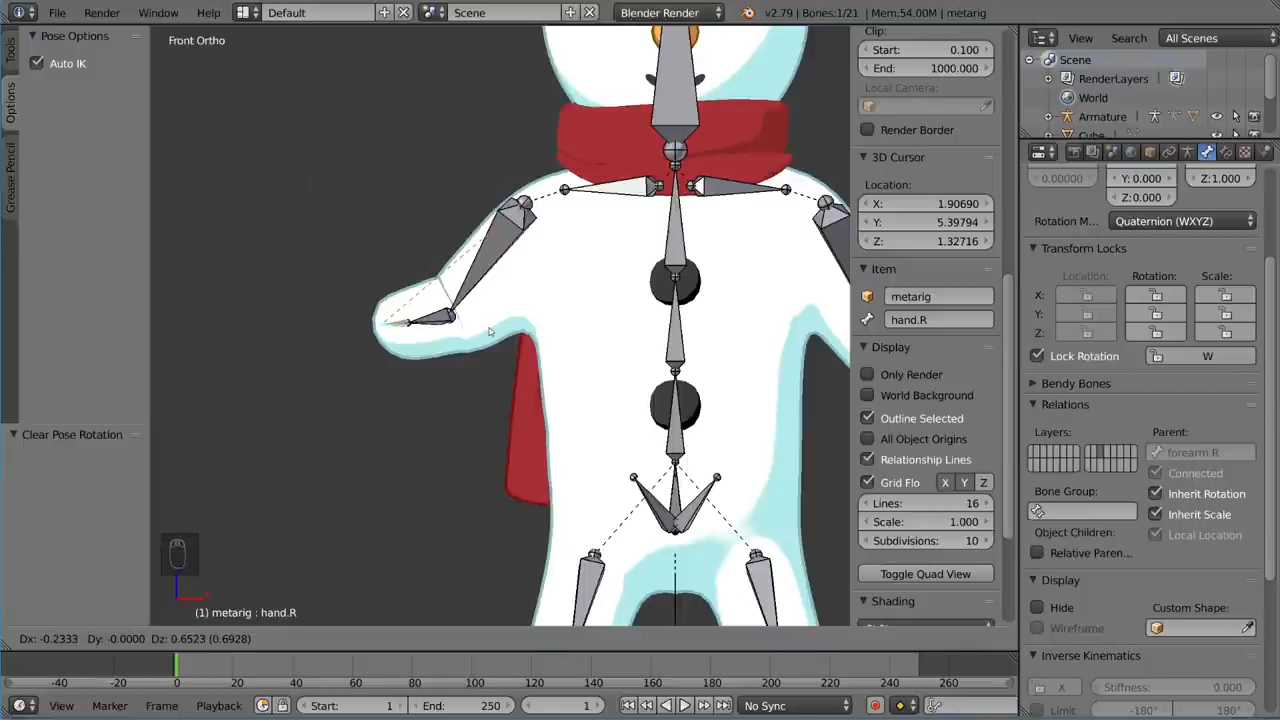 File Render Window Help Default Scene Blender Render v2.79 | Bones:1/21 | Mem:54.00M | metarig
Pose Options
Auto IK
Tools
Options
Grease Pencil
Clear Pose Rotation
Front Ortho
(1) metarig : hand.R
Dx: -0.2333 Dy: -0.0000 Dz: 0.6523 (0.6928)
Clip:
Start: 0.100
End: 1000.000
Local Camera:
Render Border
3D Cursor
Location:
X: 1.90690
Y: 5.39794
Z: 1.32716
Item
metarig
hand.R
Display
Only Render
World Background
Outline Selected
All Object Origins
Relationship Lines
Grid Flo X Y Z
Lines: 16
Scale: 1.000
Subdivisions: 10
Toggle Quad View
Shading
View Search All Scenes
Scene
RenderLayers
World
Armature
0.00000 Y: 0.000 Z:1.000
Z:0.000
Rotation M... Quaternion (WXYZ)
Transform Locks
Location: Rotation: Scale:
X:
Y:
Z:
Lock Rotation W
Bendy Bones
Relations
Layers: Parent:
forearm.R
Connected
Bone Group: Inherit Rotation
Inherit Scale
Object Children: Local Location
Relative Paren...
Display
Hide Custom Shape:
Wireframe
Inverse Kinematics
X Stiffness: 0.000
Limit -180° 180°
-40 -20 0 20 40 60 80 100 120 140 160 180 200 220 240 260
View Marker Frame Playback Start: 1 End: 250 1 No Sync